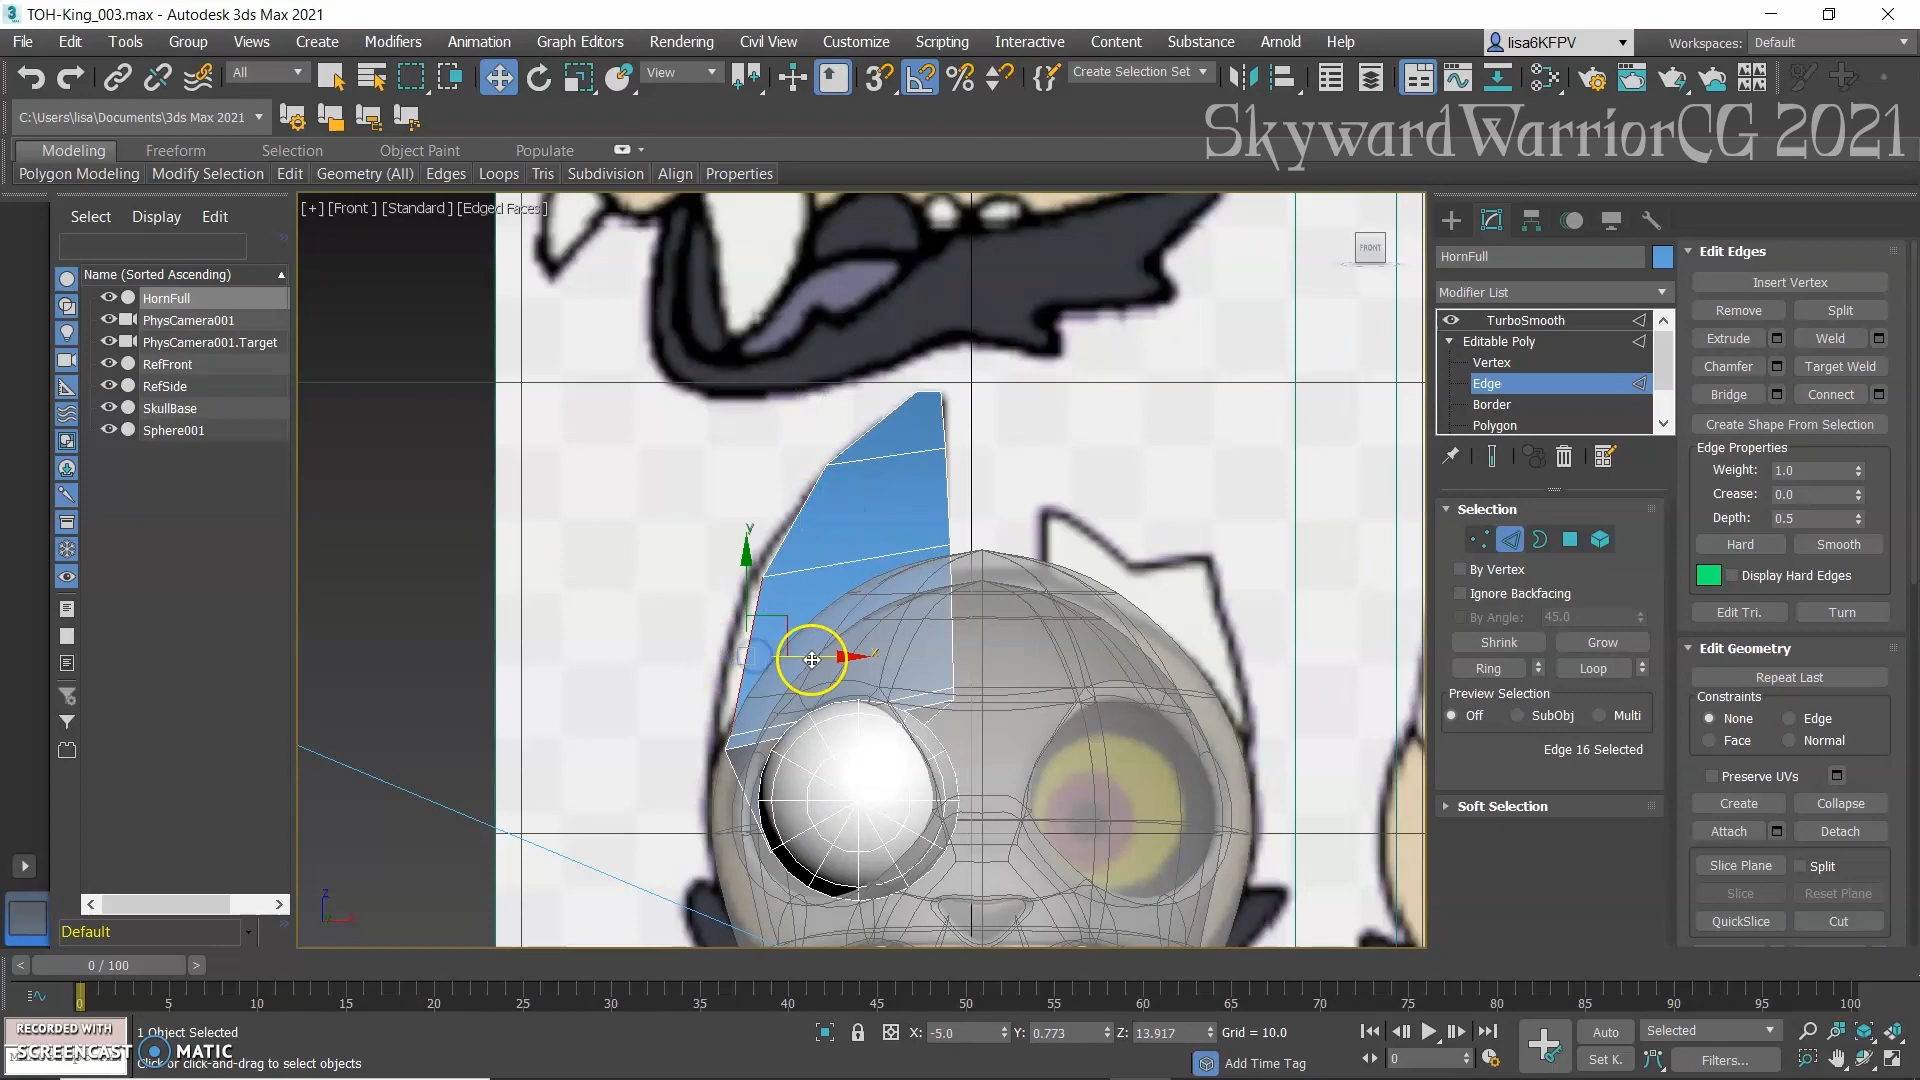 TOH-King_003.max - Autodesk 3ds Max 2021
File Edit Tools Group Views Create Modifiers Animation Graph Editors Rendering Civil View Customize Scripting Interactive Content Substance Arnold Help lisa6KFPV Workspaces: Default
All View Create Selection Set
C:\Users\lisa\Documents\3ds Max 2021
SkywardWarriorCG 2021
Modeling Freeform Selection Object Paint Populate
Polygon Modeling Modify Selection Edit Geometry (All) Edges Loops Tris Subdivision Align Properties
Select Display Edit
Name (Sorted Ascending)
HornFull
PhysCamera001
PhysCamera001.Target
RefFront
RefSide
SkullBase
Sphere001
Default
[+] [Front ] [Standard ] [Edged Faces ]
FRONT
y
x
z
HornFull
Modifier List
TurboSmooth
Editable Poly
Vertex
Edge
Border
Polygon
Selection
By Vertex
Ignore Backfacing
By Angle: 45.0
Shrink Grow
Ring Loop
Preview Selection
Off SubObj Multi
Edge 16 Selected
Soft Selection
Edit Edges
Insert Vertex
Remove Split
Extrude Weld
Chamfer Target Weld
Bridge Connect
Create Shape From Selection
Edge Properties
Weight: 1.0
Crease: 0.0
Depth: 0.5
Hard Smooth
Display Hard Edges
Edit Tri. Turn
Edit Geometry
Repeat Last
Constraints
None Edge
Face Normal
Preserve UVs
Create Collapse
Attach Detach
Slice Plane Split
Slice Reset Plane
QuickSlice Cut
< 0 / 100 >
0 5 10 15 20 25 30 35 40 45 50 55 60 65 70 75 80 85 90 95 100
RECORDED WITH
SCREENCAST MATIC
1 Object Selected
Click or click-and-drag to select objects
X: -5.0 Y: 0.773 Z: 13.917 Grid = 10.0
Add Time Tag
0
Auto Selected
Set K. Filters...